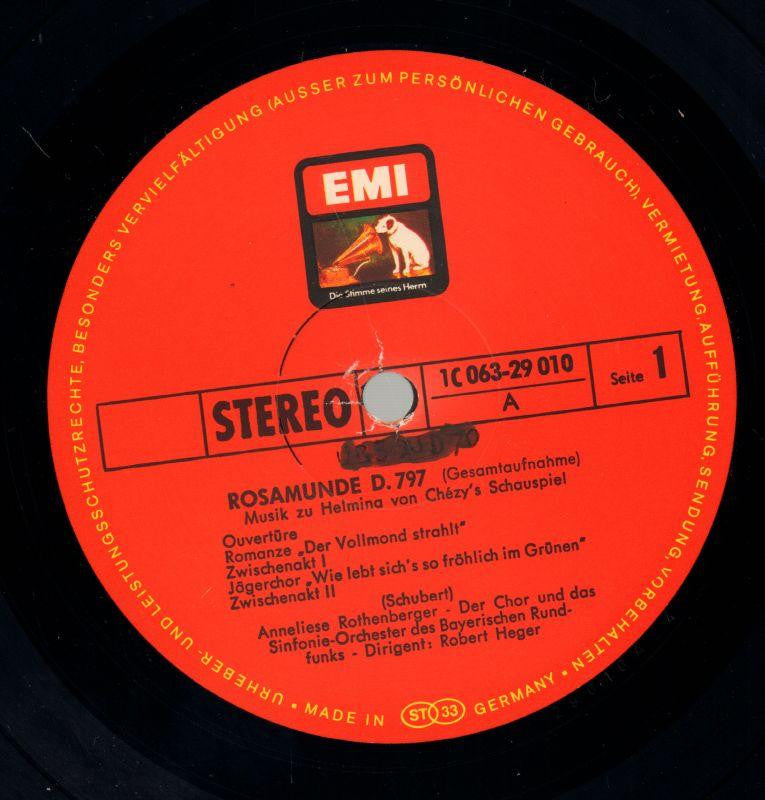 URHEBER- UND LEISTUNGSSCHUTZRECHTE, BESONDERS VERVIELFÄLTIGUNG (AUSSER ZUM PERSÖNLICHEN GEBRAUCH), VERMIETUNG, AUFFÜHRUNG, SENDUNG, VORBEHALTEN • MADE IN ST 33 GERMANY •
EMI
Die Stimme seines Herrn
STEREO
1C 063-29 010
A
Seite 1
ROSAMUNDE D. 797 (Gesamtaufnahme)
Musik zu Helmina von Chézy's Schauspiel
Ouvertüre
Romanze „Der Vollmond strahlt"
Zwischenakt I
Jägerchor „Wie lebt sich's so fröhlich im Grünen"
Zwischenakt II
(Schubert)
Anneliese Rothenberger - Der Chor und das
Sinfonie-Orchester des Bayerischen Rund-
funks - Dirigent: Robert Heger